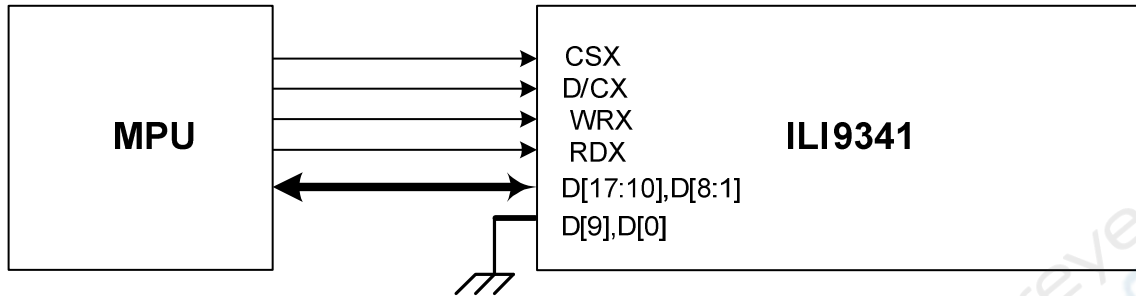 MPU
CSX
D/CX
WRX
RDX
D[17:10],D[8:1]
D[9],D[0]
ILI9341